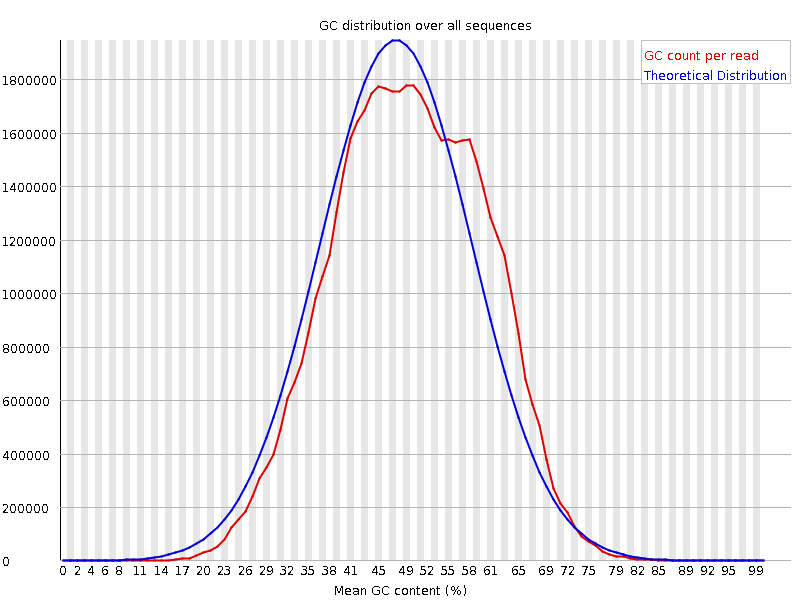 GC distribution over all sequences
GC count per read
Theoretical Distribution
1800000
1600000
1400000
1200000
1000000
800000
600000
400000
200000
0
0 2 4 6 8 11 14 17 20 23 26 29 32 35 38 41 45 49 52 55 58 61 65 69 72 75 79 82 85 89 92 95 99
Mean GC content (%)